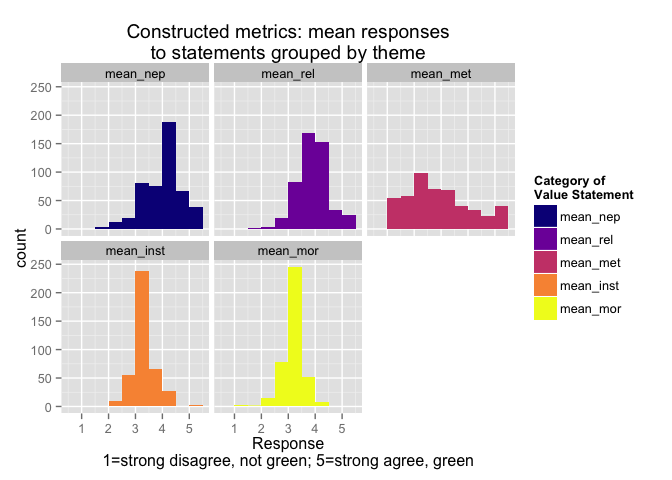 Constructed metrics: mean responses
to statements grouped by theme
mean_nep
mean_rel
mean_met
250
200
150
100
50
0
mean_inst
mean_mor
250
200
150
100
50
0
count
1 2 3 4 5
1 2 3 4 5
Response
1=strong disagree, not green; 5=strong agree, green
Category of
Value Statement
mean_nep
mean_rel
mean_met
mean_inst
mean_mor